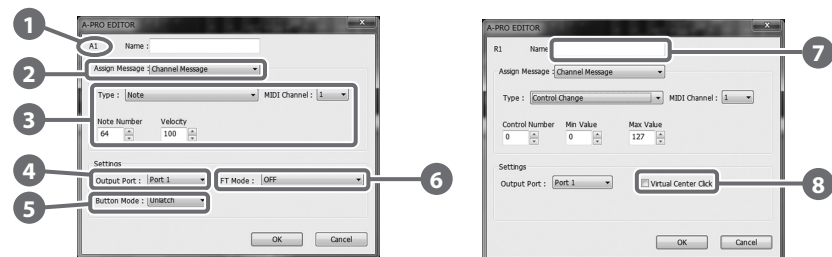 A-PRO EDITOR
1
A1 Name :
2
Assign Message : Channel Message
3
Type : Note MIDI Channel : 1
Note Number Velocity
64 100
Settings
4
Output Port : Port 1 FT Mode : OFF
6
5
Button Mode : Unlatch
OK Cancel
A-PRO EDITOR
R1 Name
7
Assign Message : Channel Message
Type : Control Change MIDI Channel : 1
Control Number Min Value Max Value
0 0 127
Settings
Output Port : Port 1 Virtual Center Click
8
OK Cancel